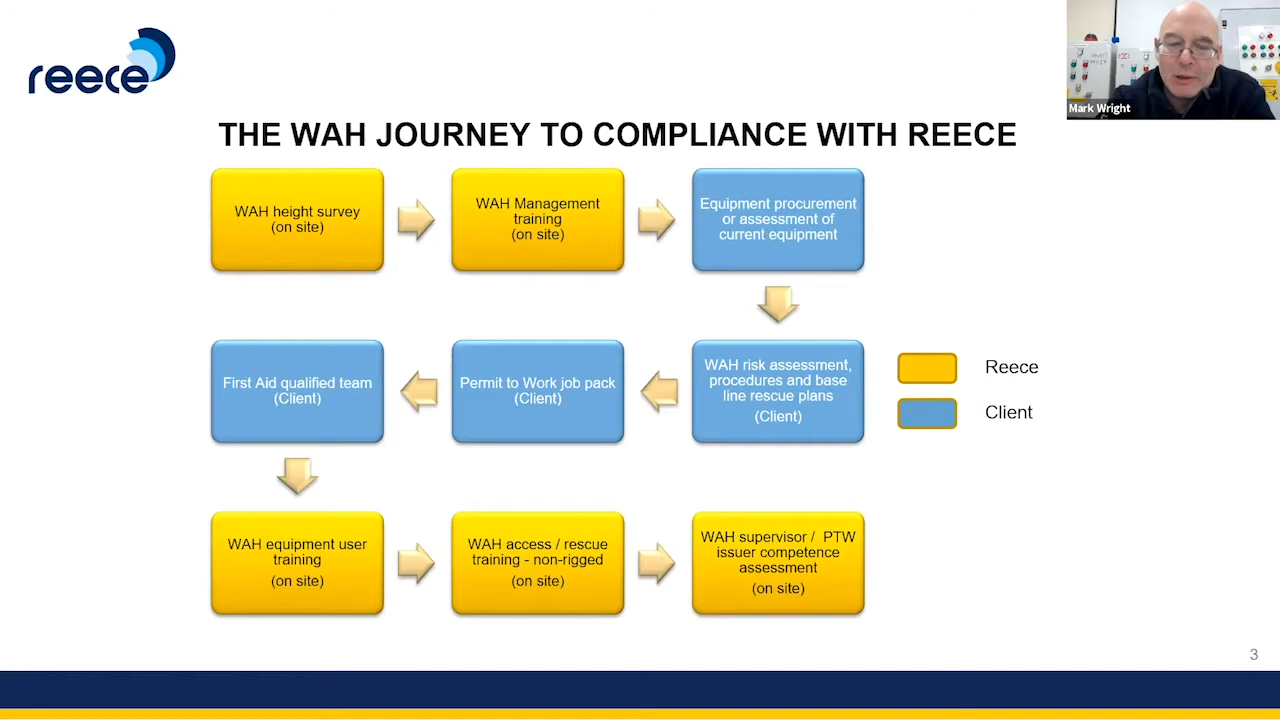 reece
Mark Wright
THE WAH JOURNEY TO COMPLIANCE WITH REECE
WAH height survey
(on site)
WAH Management
training
(on site)
Equipment procurement
or assessment of
current equipment
WAH risk assessment,
procedures and base
line rescue plans
(Client)
Permit to Work job pack
(Client)
First Aid qualified team
(Client)
Reece
Client
WAH equipment user
training
(on site)
WAH access / rescue
training - non-rigged
(on site)
WAH supervisor / PTW
issuer competence
assessment
(on site)
3